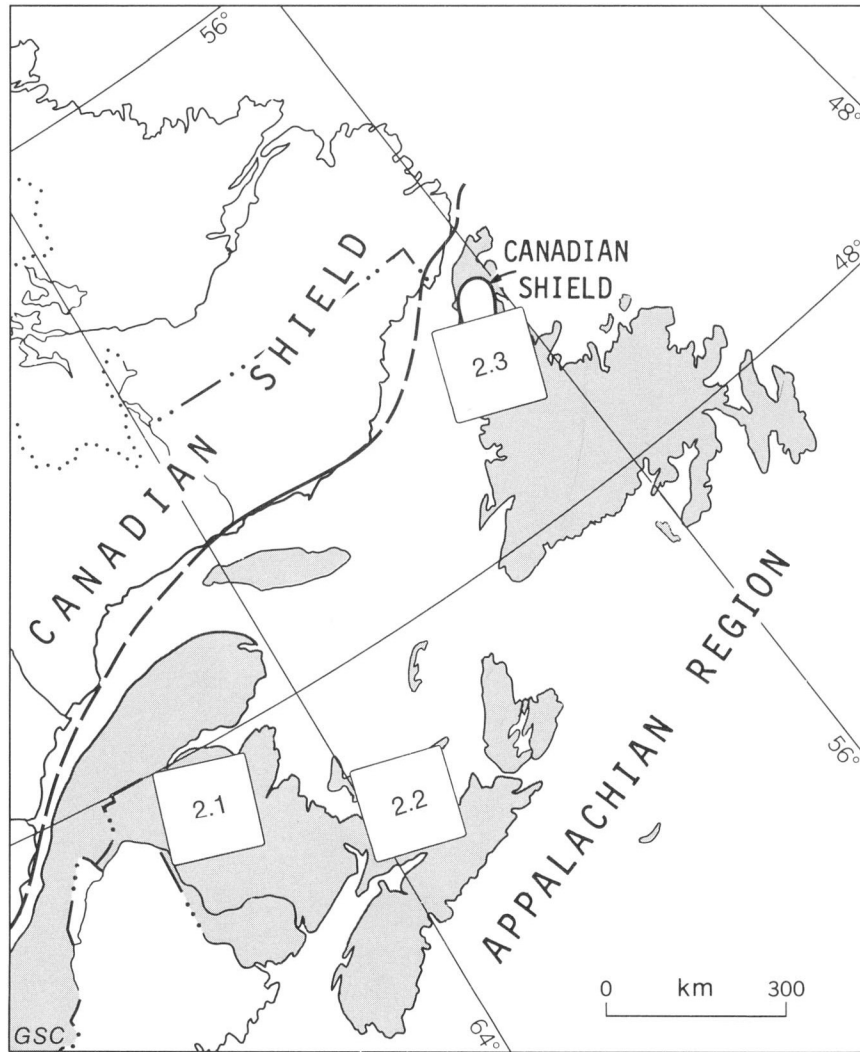 56°
48°
48°
CANADIAN SHIELD
CANADIAN
SHIELD
2.3
APPALACHIAN REGION
56°
2.1
2.2
0 km 300
GSC
64°